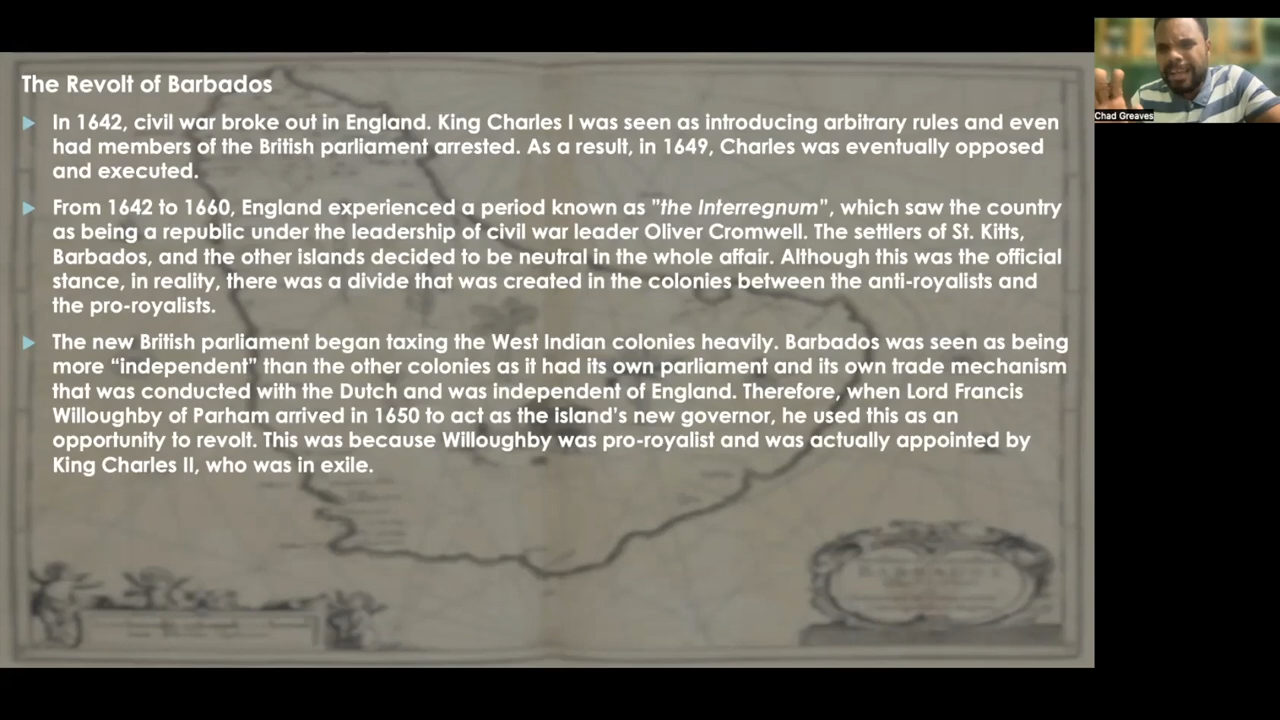 The Revolt of Barbados
In 1642, civil war broke out in England. King Charles I was seen as introducing arbitrary rules and even
had members of the British parliament arrested. As a result, in 1649, Charles was eventually opposed
and executed.
From 1642 to 1660, England experienced a period known as "the Interregnum", which saw the country
as being a republic under the leadership of civil war leader Oliver Cromwell. The settlers of St. Kitts,
Barbados, and the other islands decided to be neutral in the whole affair. Although this was the official
stance, in reality, there was a divide that was created in the colonies between the anti-royalists and
the pro-royalists.
The new British parliament began taxing the West Indian colonies heavily. Barbados was seen as being
more “independent” than the other colonies as it had its own parliament and its own trade mechanism
that was conducted with the Dutch and was independent of England. Therefore, when Lord Francis
Willoughby of Parham arrived in 1650 to act as the island’s new governor, he used this as an
opportunity to revolt. This was because Willoughby was pro-royalist and was actually appointed by
King Charles II, who was in exile.
Chad Greaves